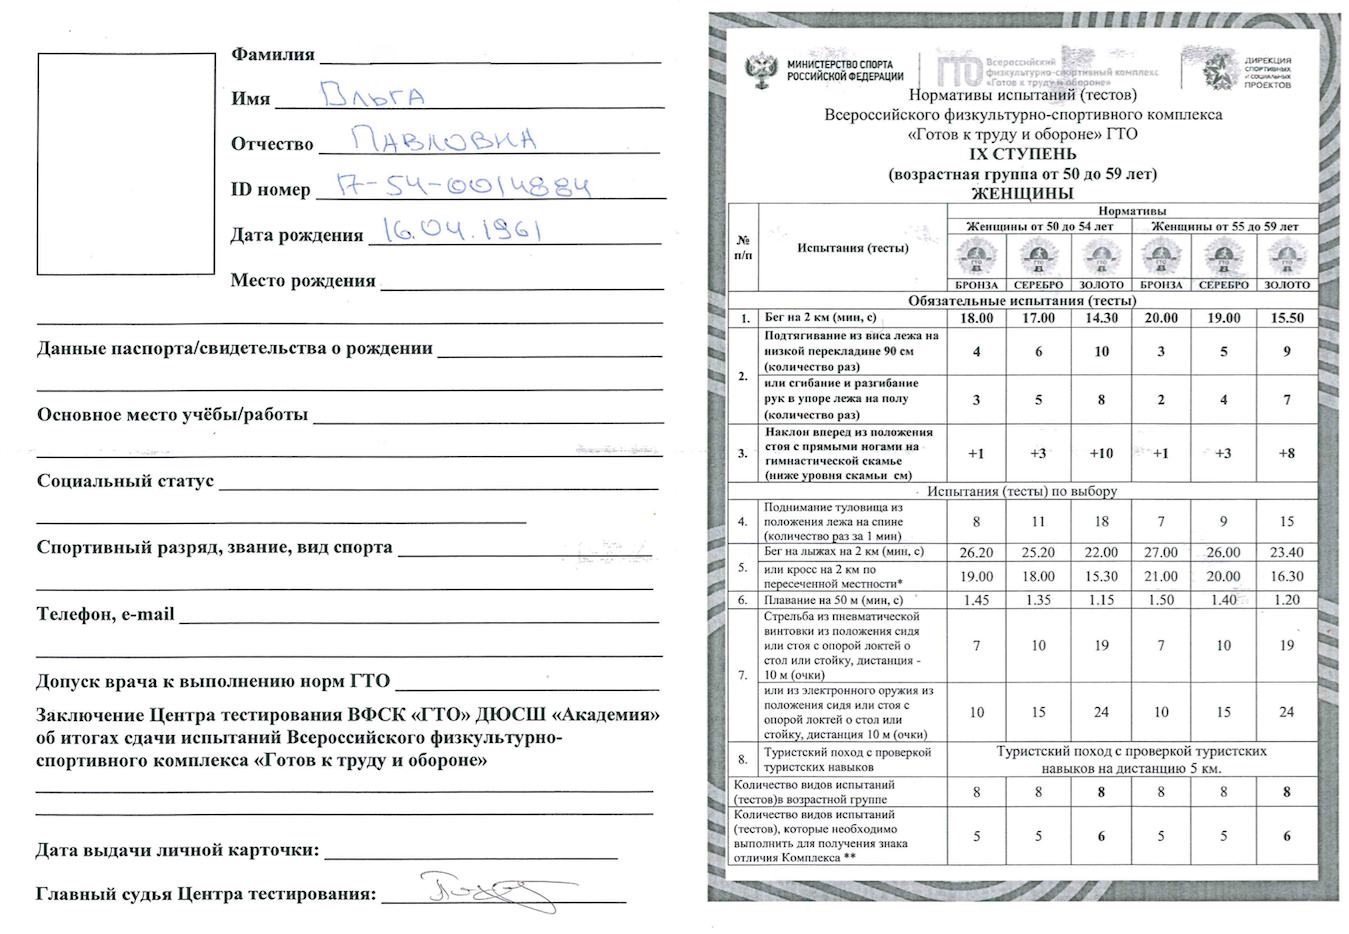 Фамилия
Имя Ольга
Отчество Павловна
ID номер 17-54-0014884
Дата рождения 16.04.1961
Место рождения
Данные паспорта/свидетельства о рождении
Основное место учёбы/работы
Социальный статус
Спортивный разряд, звание, вид спорта
Телефон, e-mail
Допуск врача к выполнению норм ГТО
Заключение Центра тестирования ВФСК «ГТО» ДЮСШ «Академия»
об итогах сдачи испытаний Всероссийского физкультурно-
спортивного комплекса «Готов к труду и обороне»
Дата выдачи личной карточки:
Главный судья Центра тестирования:
МИНИСТЕРСТВО СПОРТА
РОССИЙСКОЙ ФЕДЕРАЦИИ
ГТО
Всероссийский
физкультурно-спортивный комплекс
«Готов к труду и обороне»
ДИРЕКЦИЯ
СПОРТИВНЫХ
и СОЦИАЛЬНЫХ
ПРОЕКТОВ
Нормативы испытаний (тестов)
Всероссийского физкультурно-спортивного комплекса
«Готов к труду и обороне» ГТО
IX СТУПЕНЬ
(возрастная группа от 50 до 59 лет)
ЖЕНЩИНЫ
№ п/п Испытания (тесты) Нормативы
Женщины от 50 до 54 лет Женщины от 55 до 59 лет
БРОНЗА СЕРЕБРО ЗОЛОТО БРОНЗА СЕРЕБРО ЗОЛОТО
Обязательные испытания (тесты)
1. Бег на 2 км (мин, с) 18.00 17.00 14.30 20.00 19.00 15.50
2. Подтягивание из виса лежа на
низкой перекладине 90 см
(количество раз) 4 6 10 3 5 9
или сгибание и разгибание
рук в упоре лежа на полу
(количество раз) 3 5 8 2 4 7
3. Наклон вперед из положения
стоя с прямыми ногами на
гимнастической скамье
(ниже уровня скамьи см) +1 +3 +10 +1 +3 +8
Испытания (тесты) по выбору
4. Поднимание туловища из
положения лежа на спине
(количество раз за 1 мин) 8 11 18 7 9 15
5. Бег на лыжах на 2 км (мин, с) 26.20 25.20 22.00 27.00 26.00 23.40
или кросс на 2 км по
пересеченной местности* 19.00 18.00 15.30 21.00 20.00 16.30
6. Плавание на 50 м (мин, с) 1.45 1.35 1.15 1.50 1.40 1.20
7. Стрельба из пневматической
винтовки из положения сидя
или стоя с опорой локтей о
стол или стойку, дистанция -
10 м (очки) 7 10 19 7 10 19
или из электронного оружия из
положения сидя или стоя с
опорой локтей о стол или
стойку, дистанция 10 м (очки) 10 15 24 10 15 24
8. Туристский поход с проверкой
туристских навыков
Туристский поход с проверкой туристских
навыков на дистанцию 5 км.
Количество видов испытаний
(тестов)в возрастной группе 8 8 8 8 8 8
Количество видов испытаний
(тестов), которые необходимо
выполнить для получения знака
отличия Комплекса ** 5 5 6 5 5 6